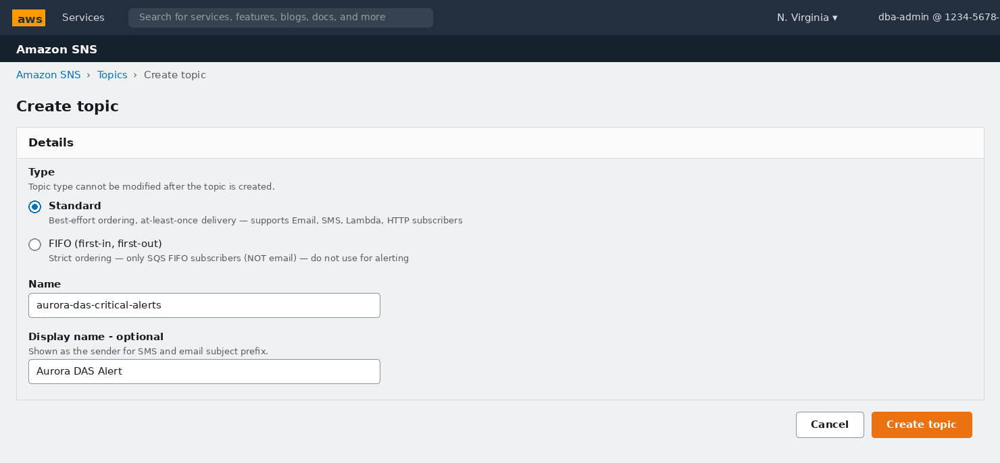 aws Services Search for services, features, blogs, docs, and more N. Virginia ▾ dba-admin @ 1234-5678-
Amazon SNS
Amazon SNS › Topics › Create topic
Create topic
Details
Type
Topic type cannot be modified after the topic is created.
Standard
Best-effort ordering, at-least-once delivery — supports Email, SMS, Lambda, HTTP subscribers
FIFO (first-in, first-out)
Strict ordering — only SQS FIFO subscribers (NOT email) — do not use for alerting
Name
aurora-das-critical-alerts
Display name - optional
Shown as the sender for SMS and email subject prefix.
Aurora DAS Alert
Cancel Create topic